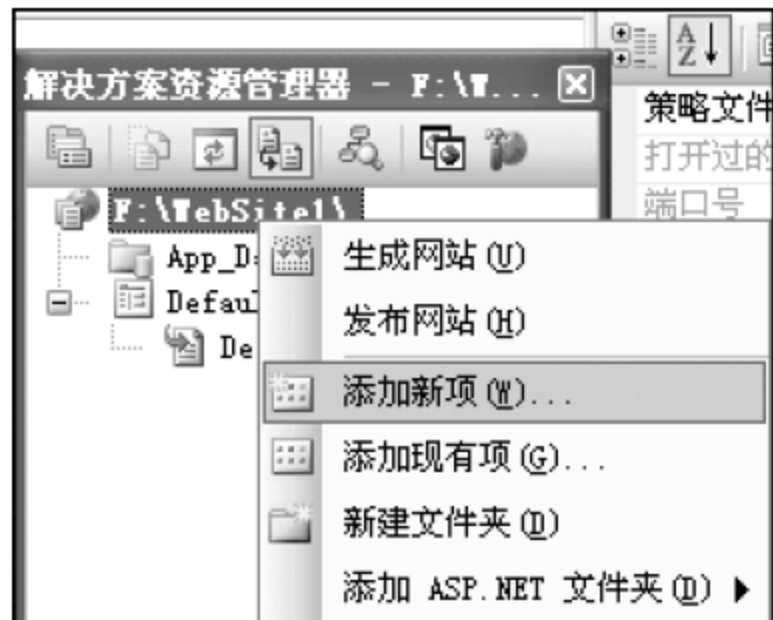 解决方案资源管理器 - F:\W...
策略文件
打开过的
端口号
F:\WebSite1\
App_D
Defaul
De
生成网站(U)
发布网站(H)
添加新项(W)...
添加现有项(G)...
新建文件夹(D)
添加 ASP.NET 文件夹(D)